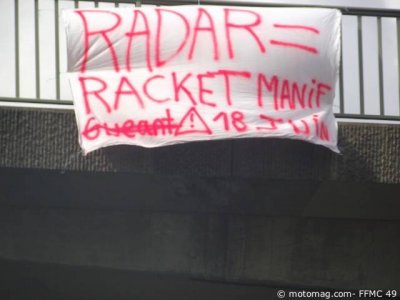 RADAR =
RACKET MANIF
Gueant ! 18 JUIN
© motomag.com- FFMC 49